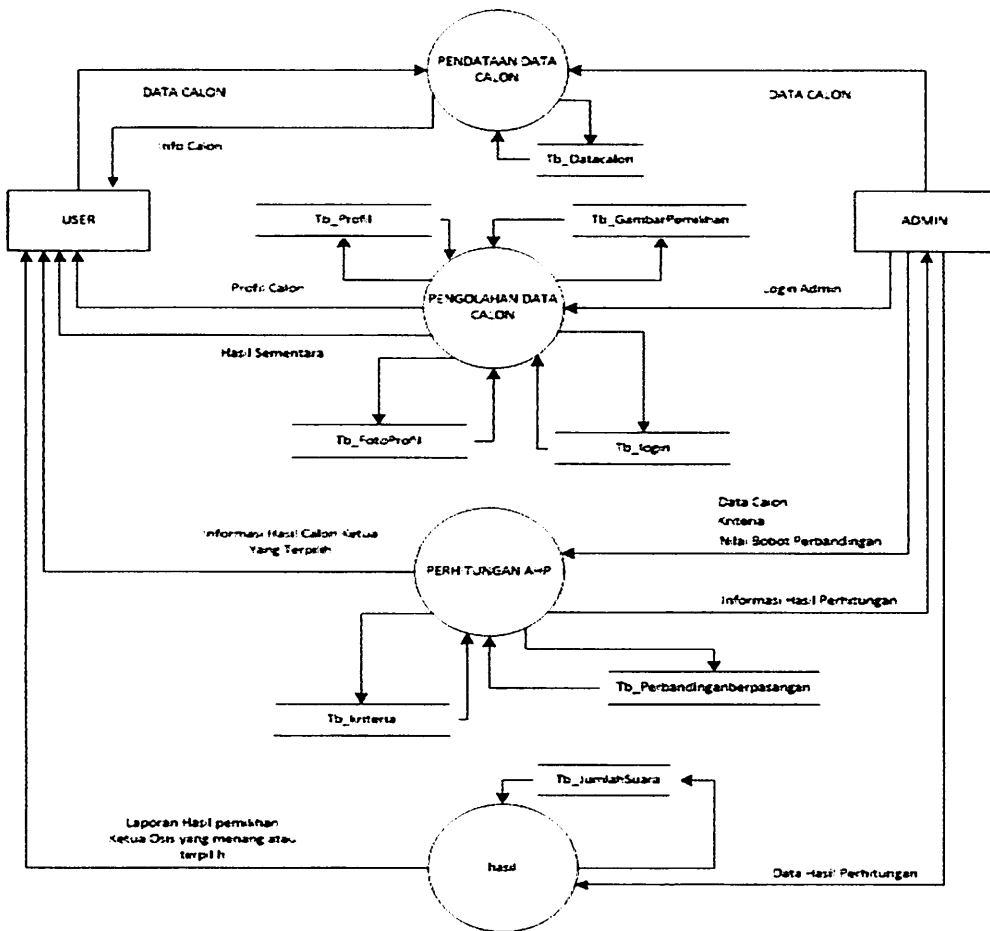 PENDATAAN DATA
CALON
DATA CALON
DATA CALON
Info Calon
Tb_Datacalon
USER
ADMIN
Tb_Profil
Tb_GambarPemilihan
Profil Calon
PENGOLAHAN DATA
CALON
Login Admin
Hasil Sementara
Tb_FotoProfil
Tb_login
Data Calon
Kriteria
Nilai Bobot Perbandingan
Informasi Hasil Calon Ketua
Yang Terpilih
PERHITUNGAN AHP
Informasi Hasil Perhitungan
Tb_Perbandinganberpasangan
Tb_kriteria
Tb_JumlahSuara
Laporan Hasil pemilihan
Ketua Osis yang menang atau
terpilih
hasil
Data Hasil Perhitungan